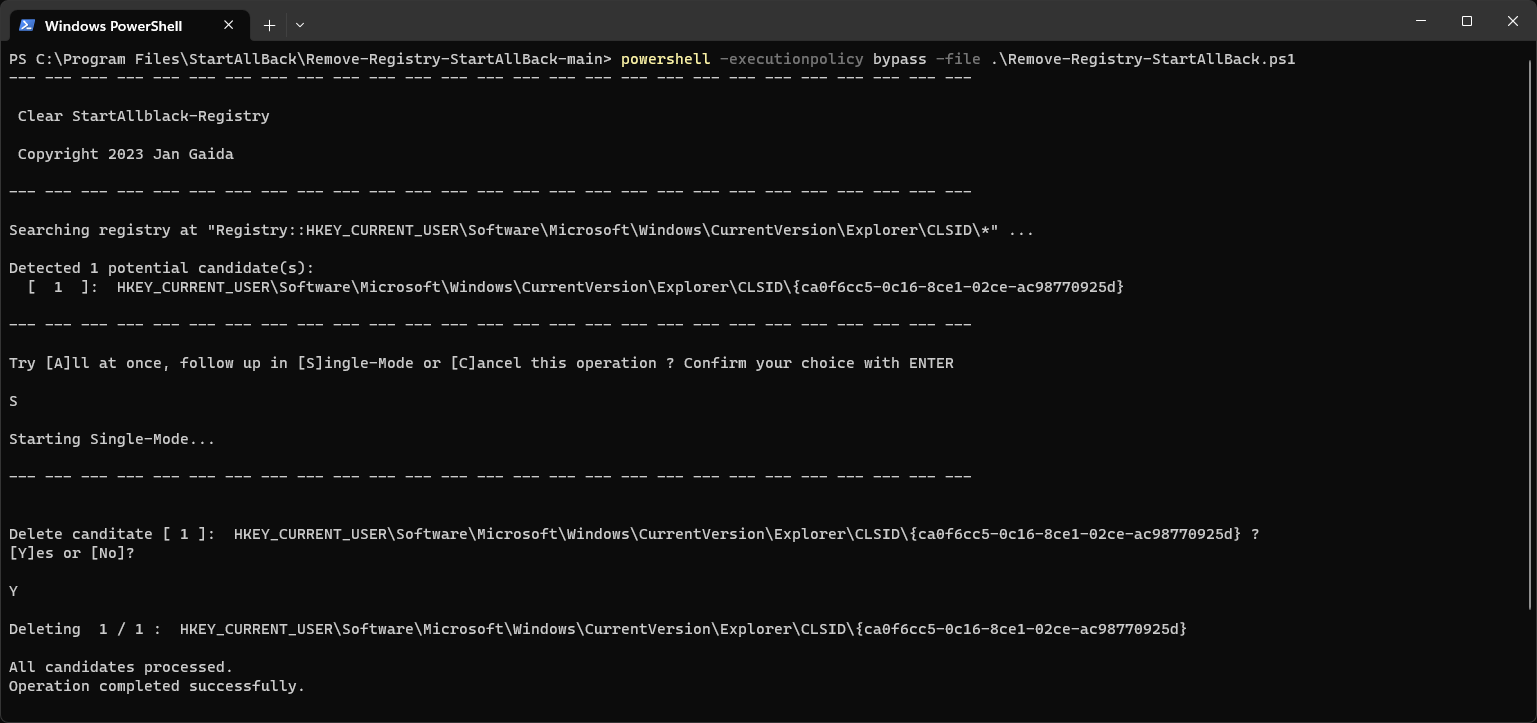 Windows PowerShell
PS C:\Program Files\StartAllBack\Remove-Registry-StartAllBack-main> powershell -executionpolicy bypass -file .\Remove-Registry-StartAllBack.ps1
--- --- --- --- --- --- --- --- --- --- --- --- --- --- --- --- --- --- --- --- --- --- --- --- --- --- ---
Clear StartAllblack-Registry
Copyright 2023 Jan Gaida
--- --- --- --- --- --- --- --- --- --- --- --- --- --- --- --- --- --- --- --- --- --- --- --- --- --- ---
Searching registry at "Registry::HKEY_CURRENT_USER\Software\Microsoft\Windows\CurrentVersion\Explorer\CLSID\*" ...
Detected 1 potential candidate(s):
[  1  ]:  HKEY_CURRENT_USER\Software\Microsoft\Windows\CurrentVersion\Explorer\CLSID\{ca0f6cc5-0c16-8ce1-02ce-ac98770925d}
--- --- --- --- --- --- --- --- --- --- --- --- --- --- --- --- --- --- --- --- --- --- --- --- --- --- ---
Try [A]ll at once, follow up in [S]ingle-Mode or [C]ancel this operation ? Confirm your choice with ENTER
S
Starting Single-Mode...
--- --- --- --- --- --- --- --- --- --- --- --- --- --- --- --- --- --- --- --- --- --- --- --- --- --- ---
Delete canditate [ 1 ]:  HKEY_CURRENT_USER\Software\Microsoft\Windows\CurrentVersion\Explorer\CLSID\{ca0f6cc5-0c16-8ce1-02ce-ac98770925d} ?
[Y]es or [No]?
Y
Deleting  1 / 1 :  HKEY_CURRENT_USER\Software\Microsoft\Windows\CurrentVersion\Explorer\CLSID\{ca0f6cc5-0c16-8ce1-02ce-ac98770925d}
All candidates processed.
Operation completed successfully.